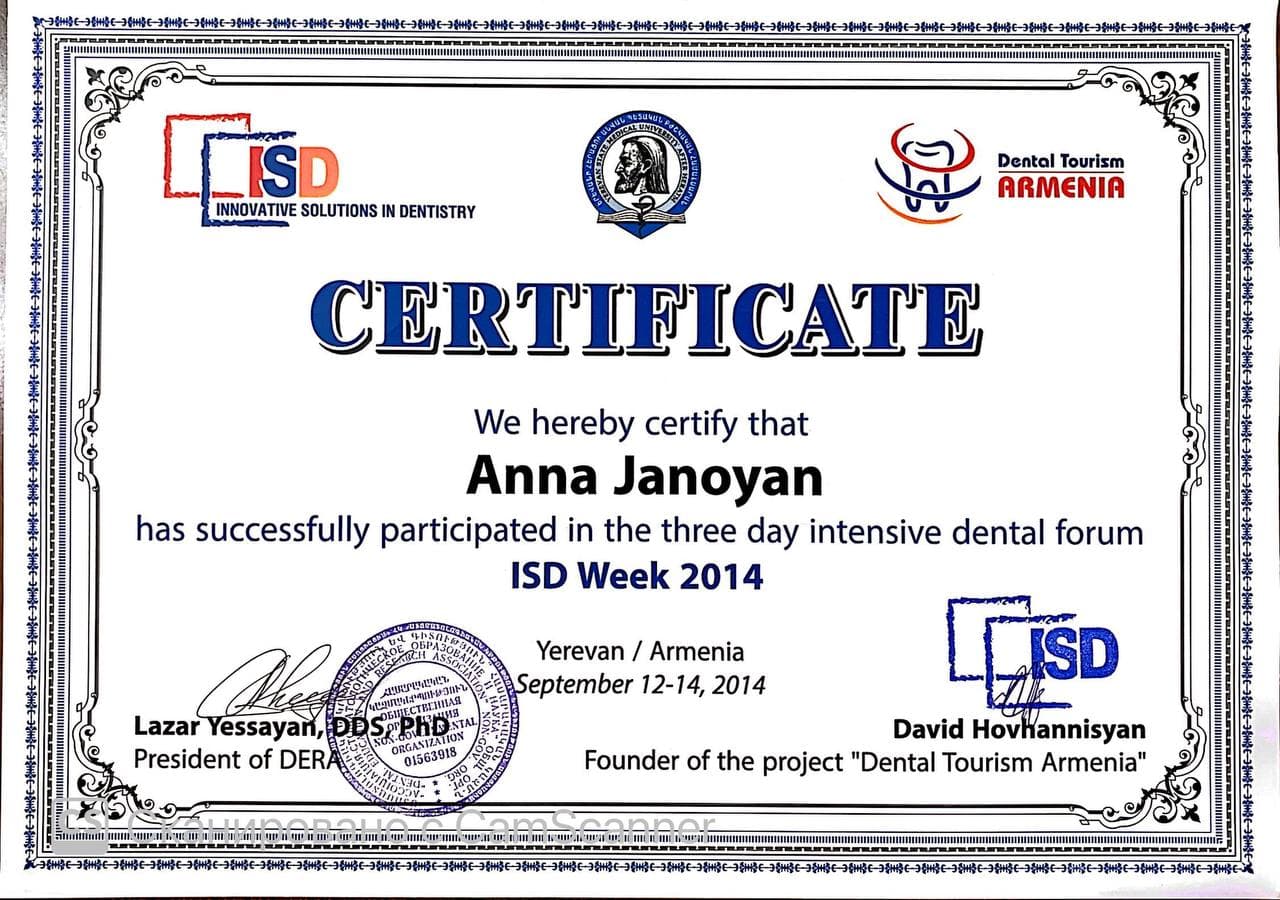 ISD
INNOVATIVE SOLUTIONS IN DENTISTRY
YEREVAN STATE MEDICAL UNIVERSITY AFTER HERATSI
Dental Tourism
ARMENIA
CERTIFICATE
We hereby certify that
Anna Janoyan
has successfully participated in the three day intensive dental forum
ISD Week 2014
Yerevan / Armenia
September 12-14, 2014
ISD
Lazar Yessayan, DDS, PhD
President of DERA
ОБЩЕСТВЕННАЯ
ОРГАНИЗАЦИЯ
NON-GOVERNMENTAL
ORGANIZATION
01563918
David Hovhannisyan
Founder of the project "Dental Tourism Armenia"
CS Сканировано с CamScanner